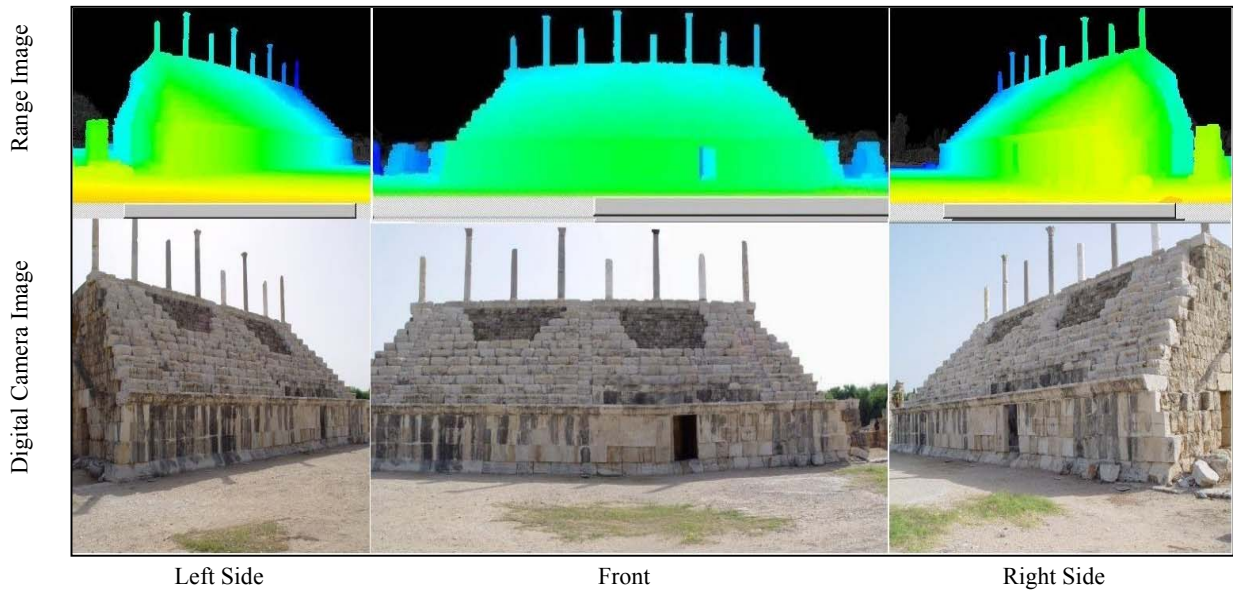 Range Image
Digital Camera Image
Left Side
Front
Right Side